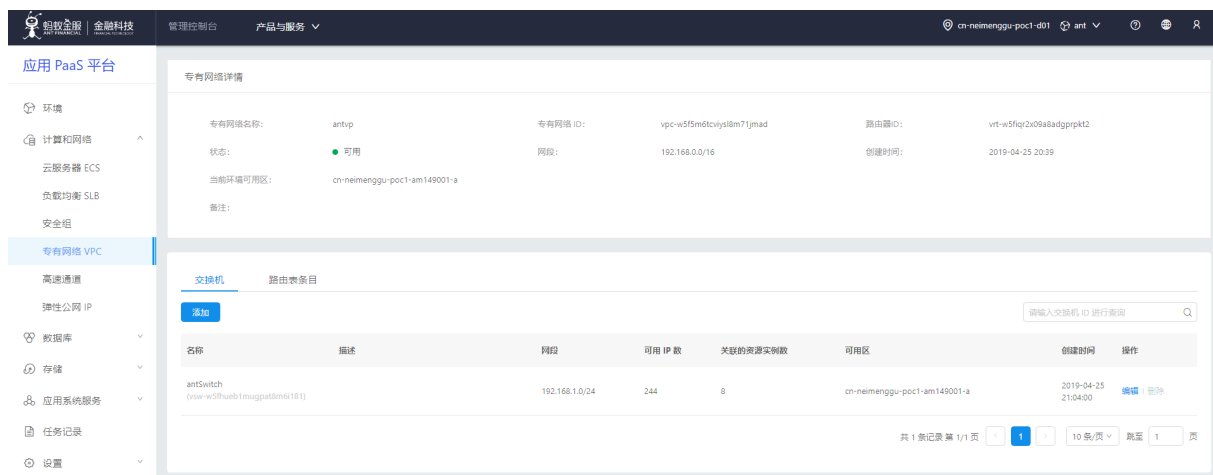 蚂蚁金服 金融科技 管理控制台 产品与服务 cn-neimenggu-poc1-d01 ant
ANT FINANCIAL
应用 PaaS 平台
环境
计算和网络
云服务器 ECS
负载均衡 SLB
安全组
专有网络 VPC
高速通道
弹性公网 IP
数据库
存储
应用系统服务
任务记录
设置
专有网络详情
专有网络名称: antvp 专有网络 ID: vpc-w5f5m6tcviysl8m71jmad 路由器ID: vrt-w5fiqr2x09a8adgprpkt2
状态: 可用 网段: 192.168.0.0/16 创建时间: 2019-04-25 20:39
当前环境可用区: cn-neimenggu-poc1-am149001-a
备注:
交换机 路由表条目
添加 请输入交换机 ID 进行查询
名称 描述 网段 可用 IP 数 关联的资源实例数 可用区 创建时间 操作
antSwitch 192.168.1.0/24 244 8 cn-neimenggu-poc1-am149001-a 2019-04-25 21:04:00 编辑 删除
(vsw-w5fhueb1mugpat8m6i181)
共 1 条记录 第 1/1 页 1 10 条/页 跳至 1 页